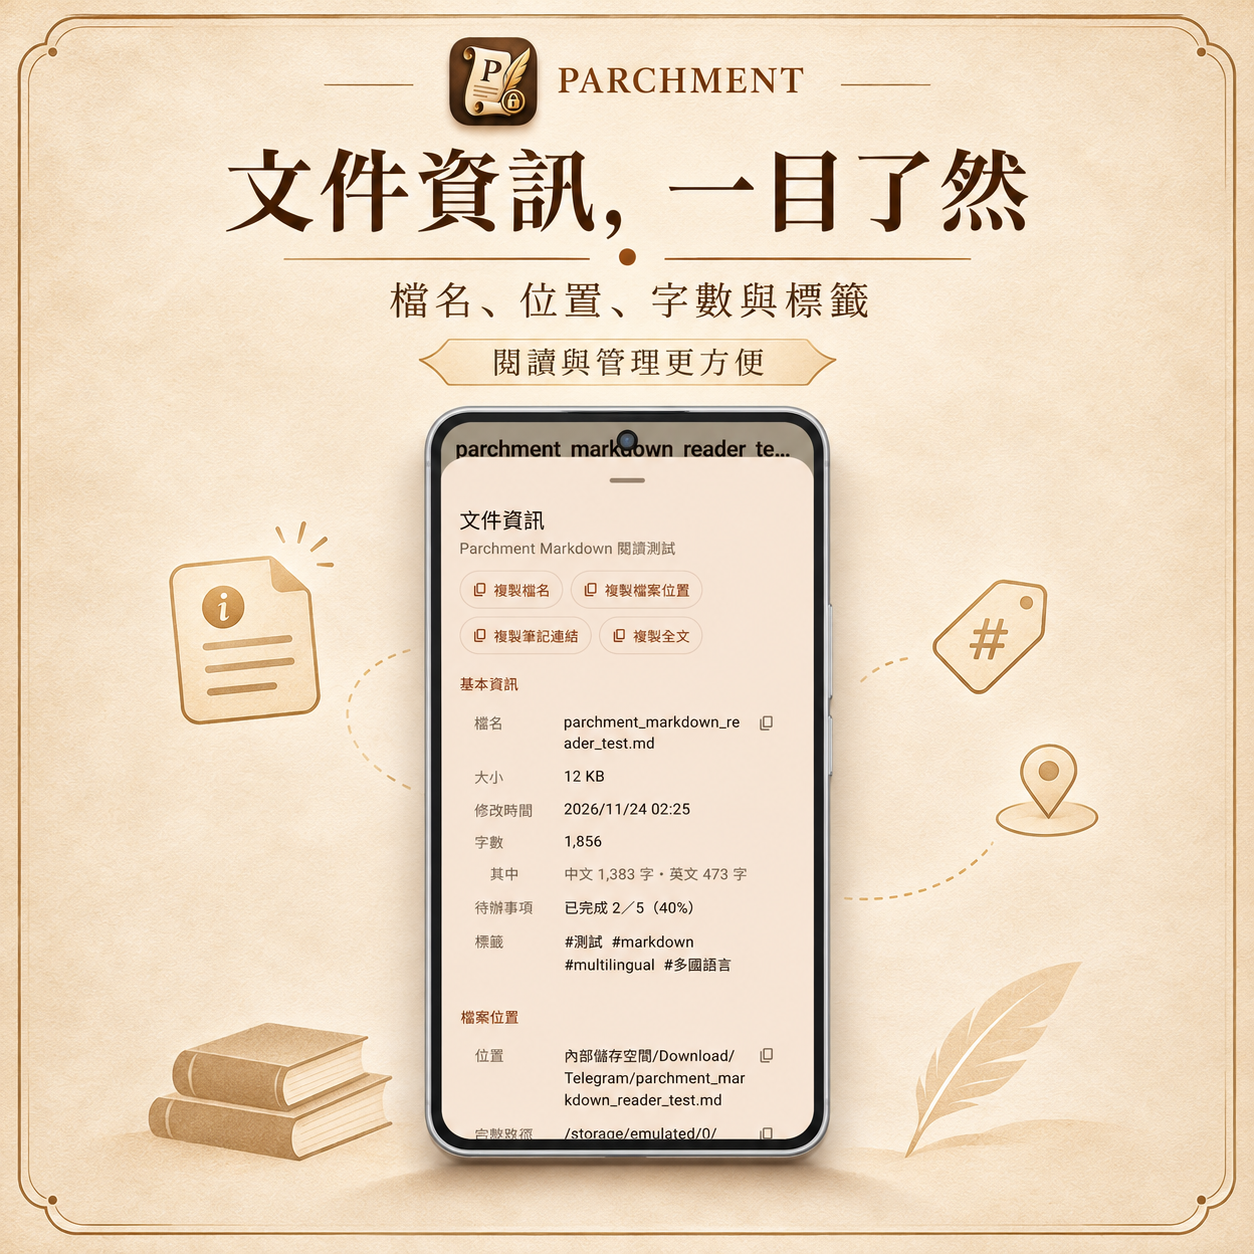 P
PARCHMENT
文件資訊，一目了然
檔名、位置、字數與標籤
閱讀與管理更方便
parchment_markdown_reader_te...
文件資訊
Parchment Markdown 閱讀測試
複製檔名 複製檔案位置
複製筆記連結 複製全文
基本資訊
檔名 parchment_markdown_re
ader_test.md
大小 12 KB
修改時間 2026/11/24 02:25
字數 1,856
其中 中文 1,383 字・英文 473 字
待辦事項 已完成 2／5（40%）
標籤 #測試 #markdown
#multilingual #多國語言
檔案位置
位置 內部儲存空間/Download/
Telegram/parchment_mar
kdown_reader_test.md
完整路徑 /storage/emulated/0/
i
#